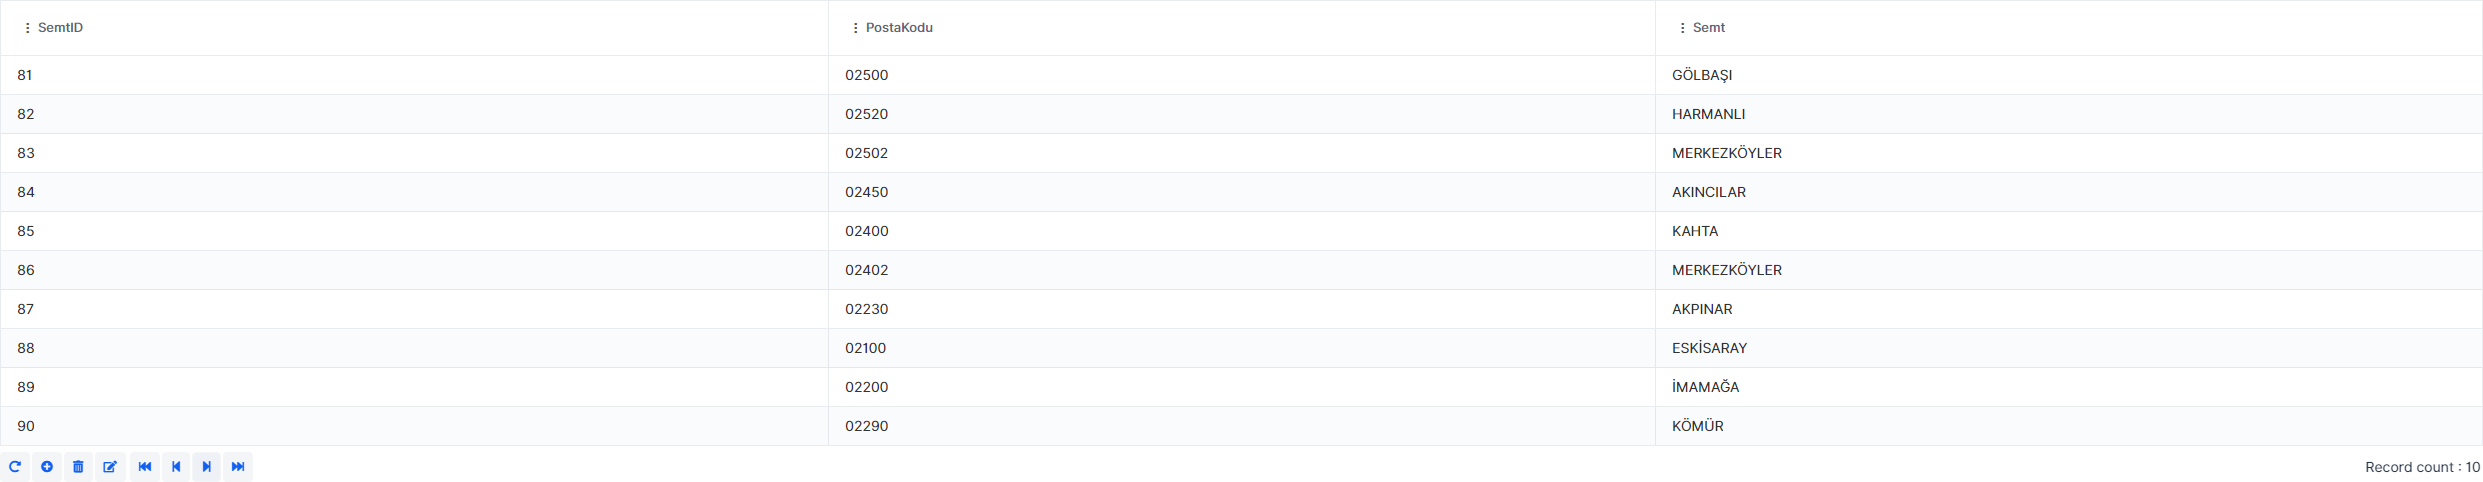 SemtID PostaKodu Semt
81 02500 GÖLBAŞI
82 02520 HARMANLI
83 02502 MERKEZKÖYLER
84 02450 AKINCILAR
85 02400 KAHTA
86 02402 MERKEZKÖYLER
87 02230 AKPINAR
88 02100 ESKİSARAY
89 02200 İMAMAĞA
90 02290 KÖMÜR
Record count : 10